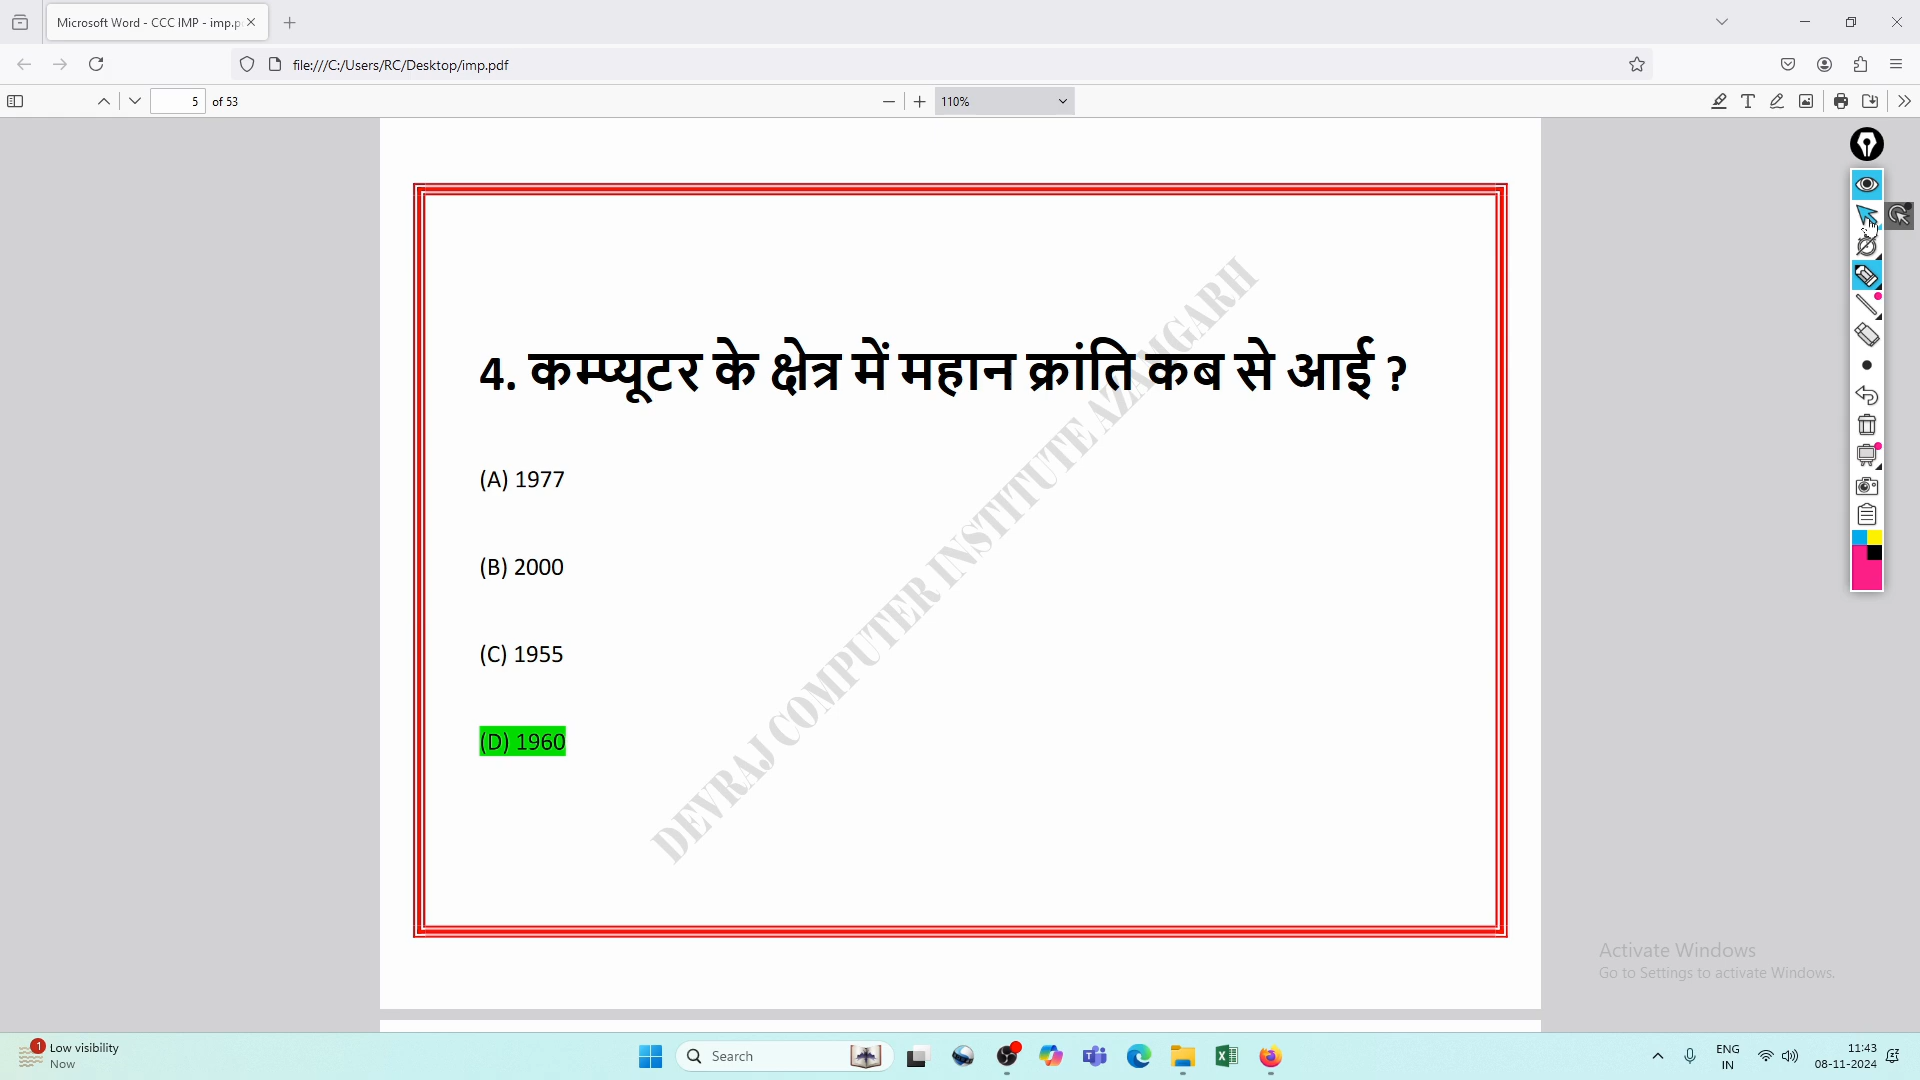 Microsoft Word - CCC IMP - imp.p
file:///C:/Users/RC/Desktop/imp.pdf
5 of 53
110%
4. कम्प्यूटर के क्षेत्र में महान क्रांति कब से आई ?
(A) 1977
(B) 2000
(C) 1955
(D) 1960
DEVRAJ COMPUTER INSTITUTE AZAMGARH
Activate Windows
Go to Settings to activate Windows.
1
Low visibility
Now
Search
ENG
IN
11:43
08-11-2024